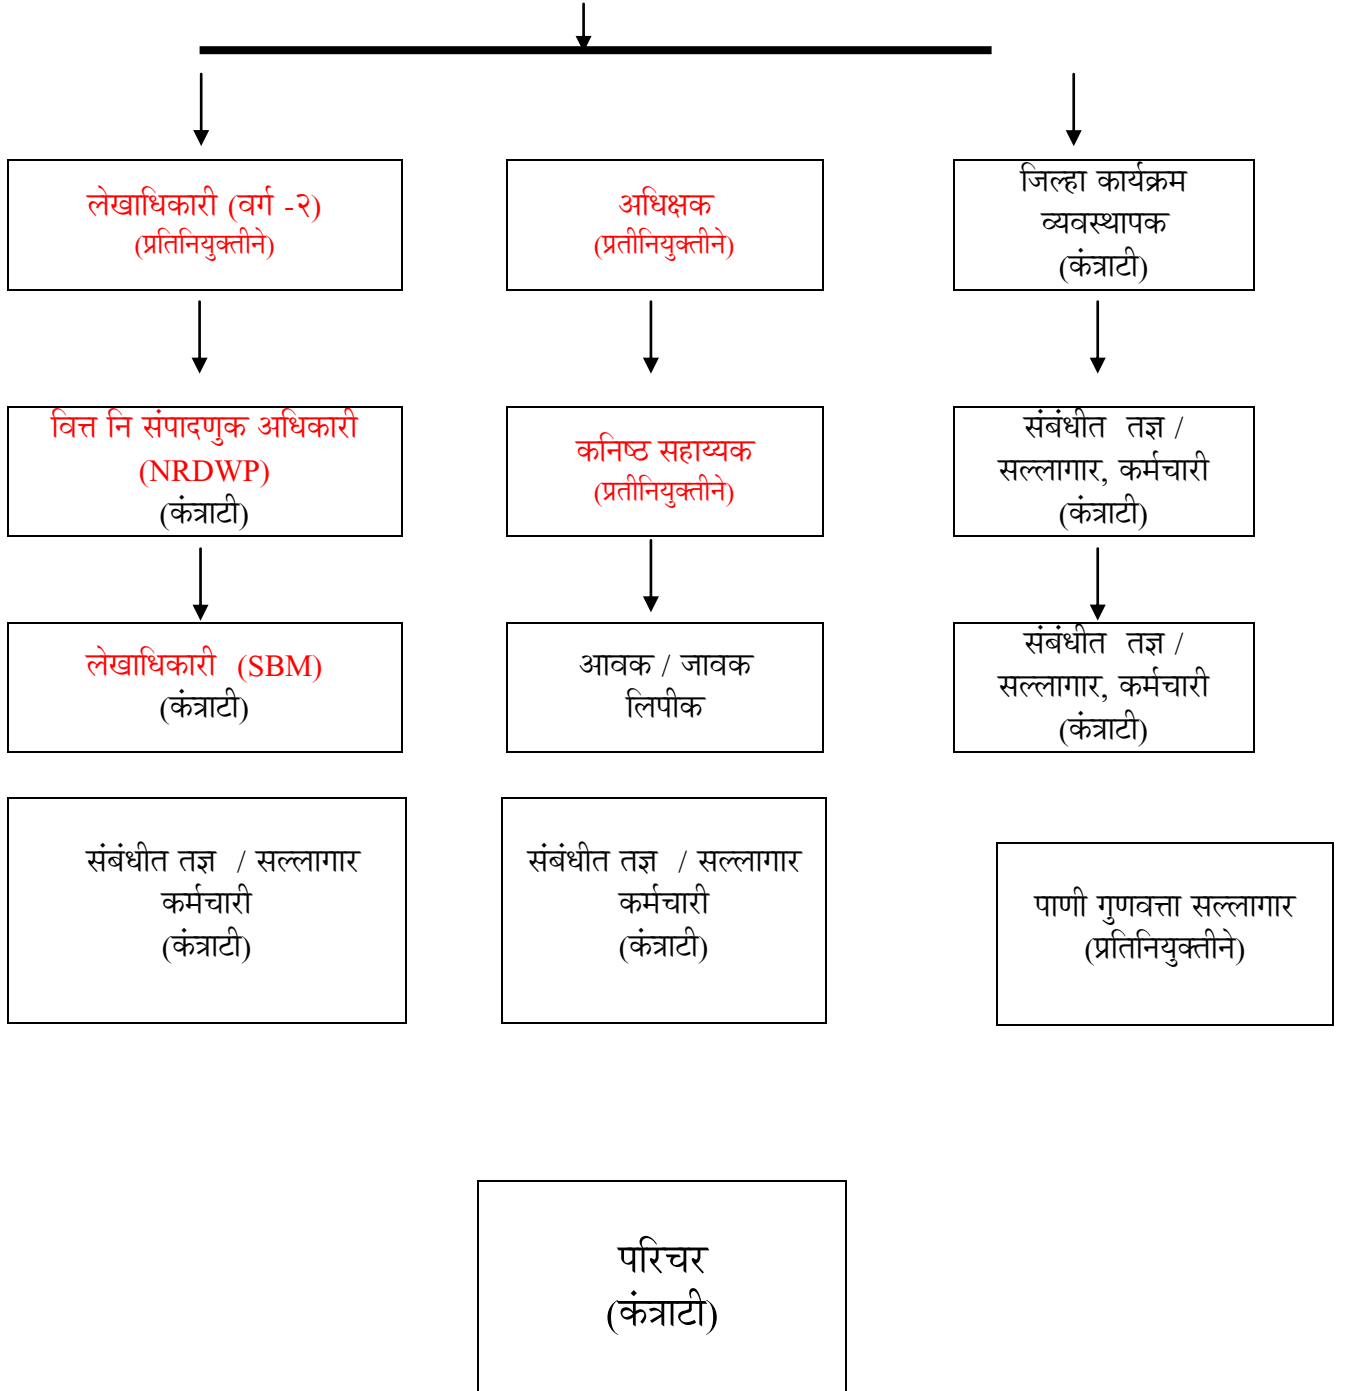 लेखाधिकारी (वर्ग -२)
(प्रतिनियुक्तीने)
अधिक्षक
(प्रतीनियुक्तीने)
जिल्हा कार्यक्रम
व्यवस्थापक
(कंत्राटी)
वित्त नि संपादणुक अधिकारी
(NRDWP)
(कंत्राटी)
कनिष्ठ सहाय्यक
(प्रतीनियुक्तीने)
संबंधीत तज्ञ /
सल्लागार, कर्मचारी
(कंत्राटी)
लेखाधिकारी (SBM)
(कंत्राटी)
आवक / जावक
लिपीक
संबंधीत तज्ञ /
सल्लागार, कर्मचारी
(कंत्राटी)
संबंधीत तज्ञ / सल्लागार
कर्मचारी
(कंत्राटी)
संबंधीत तज्ञ / सल्लागार
कर्मचारी
(कंत्राटी)
पाणी गुणवत्ता सल्लागार
(प्रतिनियुक्तीने)
परिचर
(कंत्राटी)